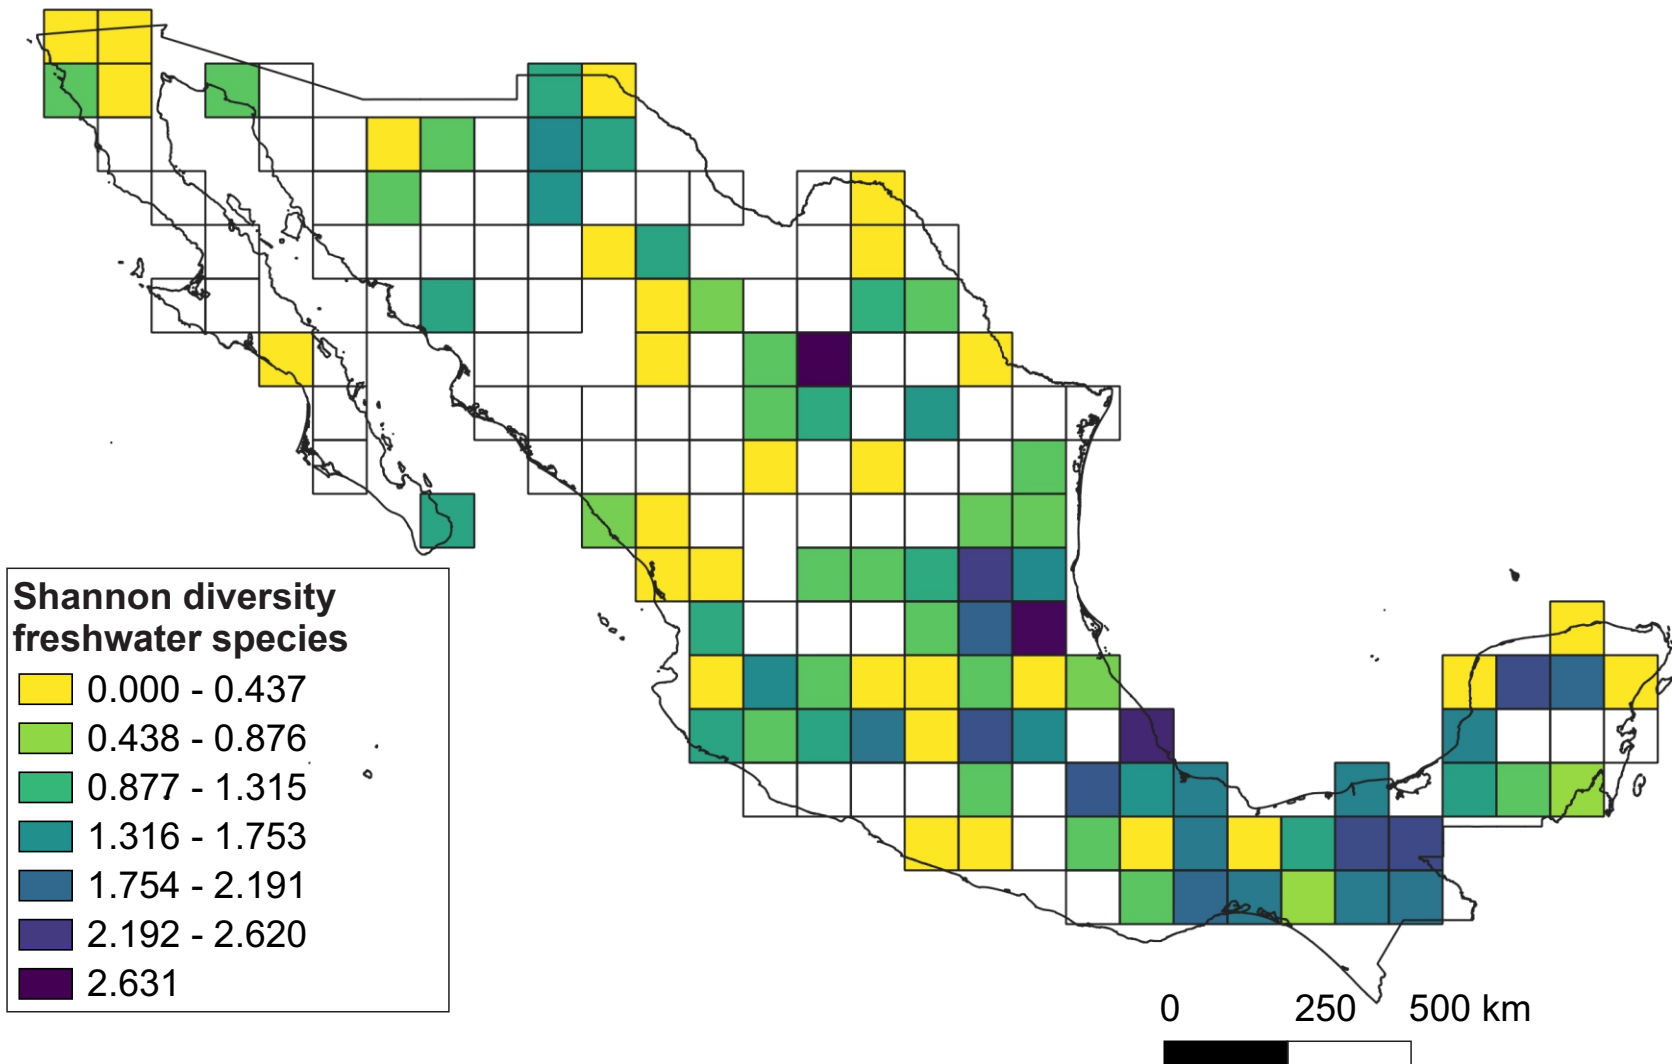 Shannon diversity
freshwater species
0.000 - 0.437
0.438 - 0.876
0.877 - 1.315
1.316 - 1.753
1.754 - 2.191
2.192 - 2.620
2.631
0 250 500 km